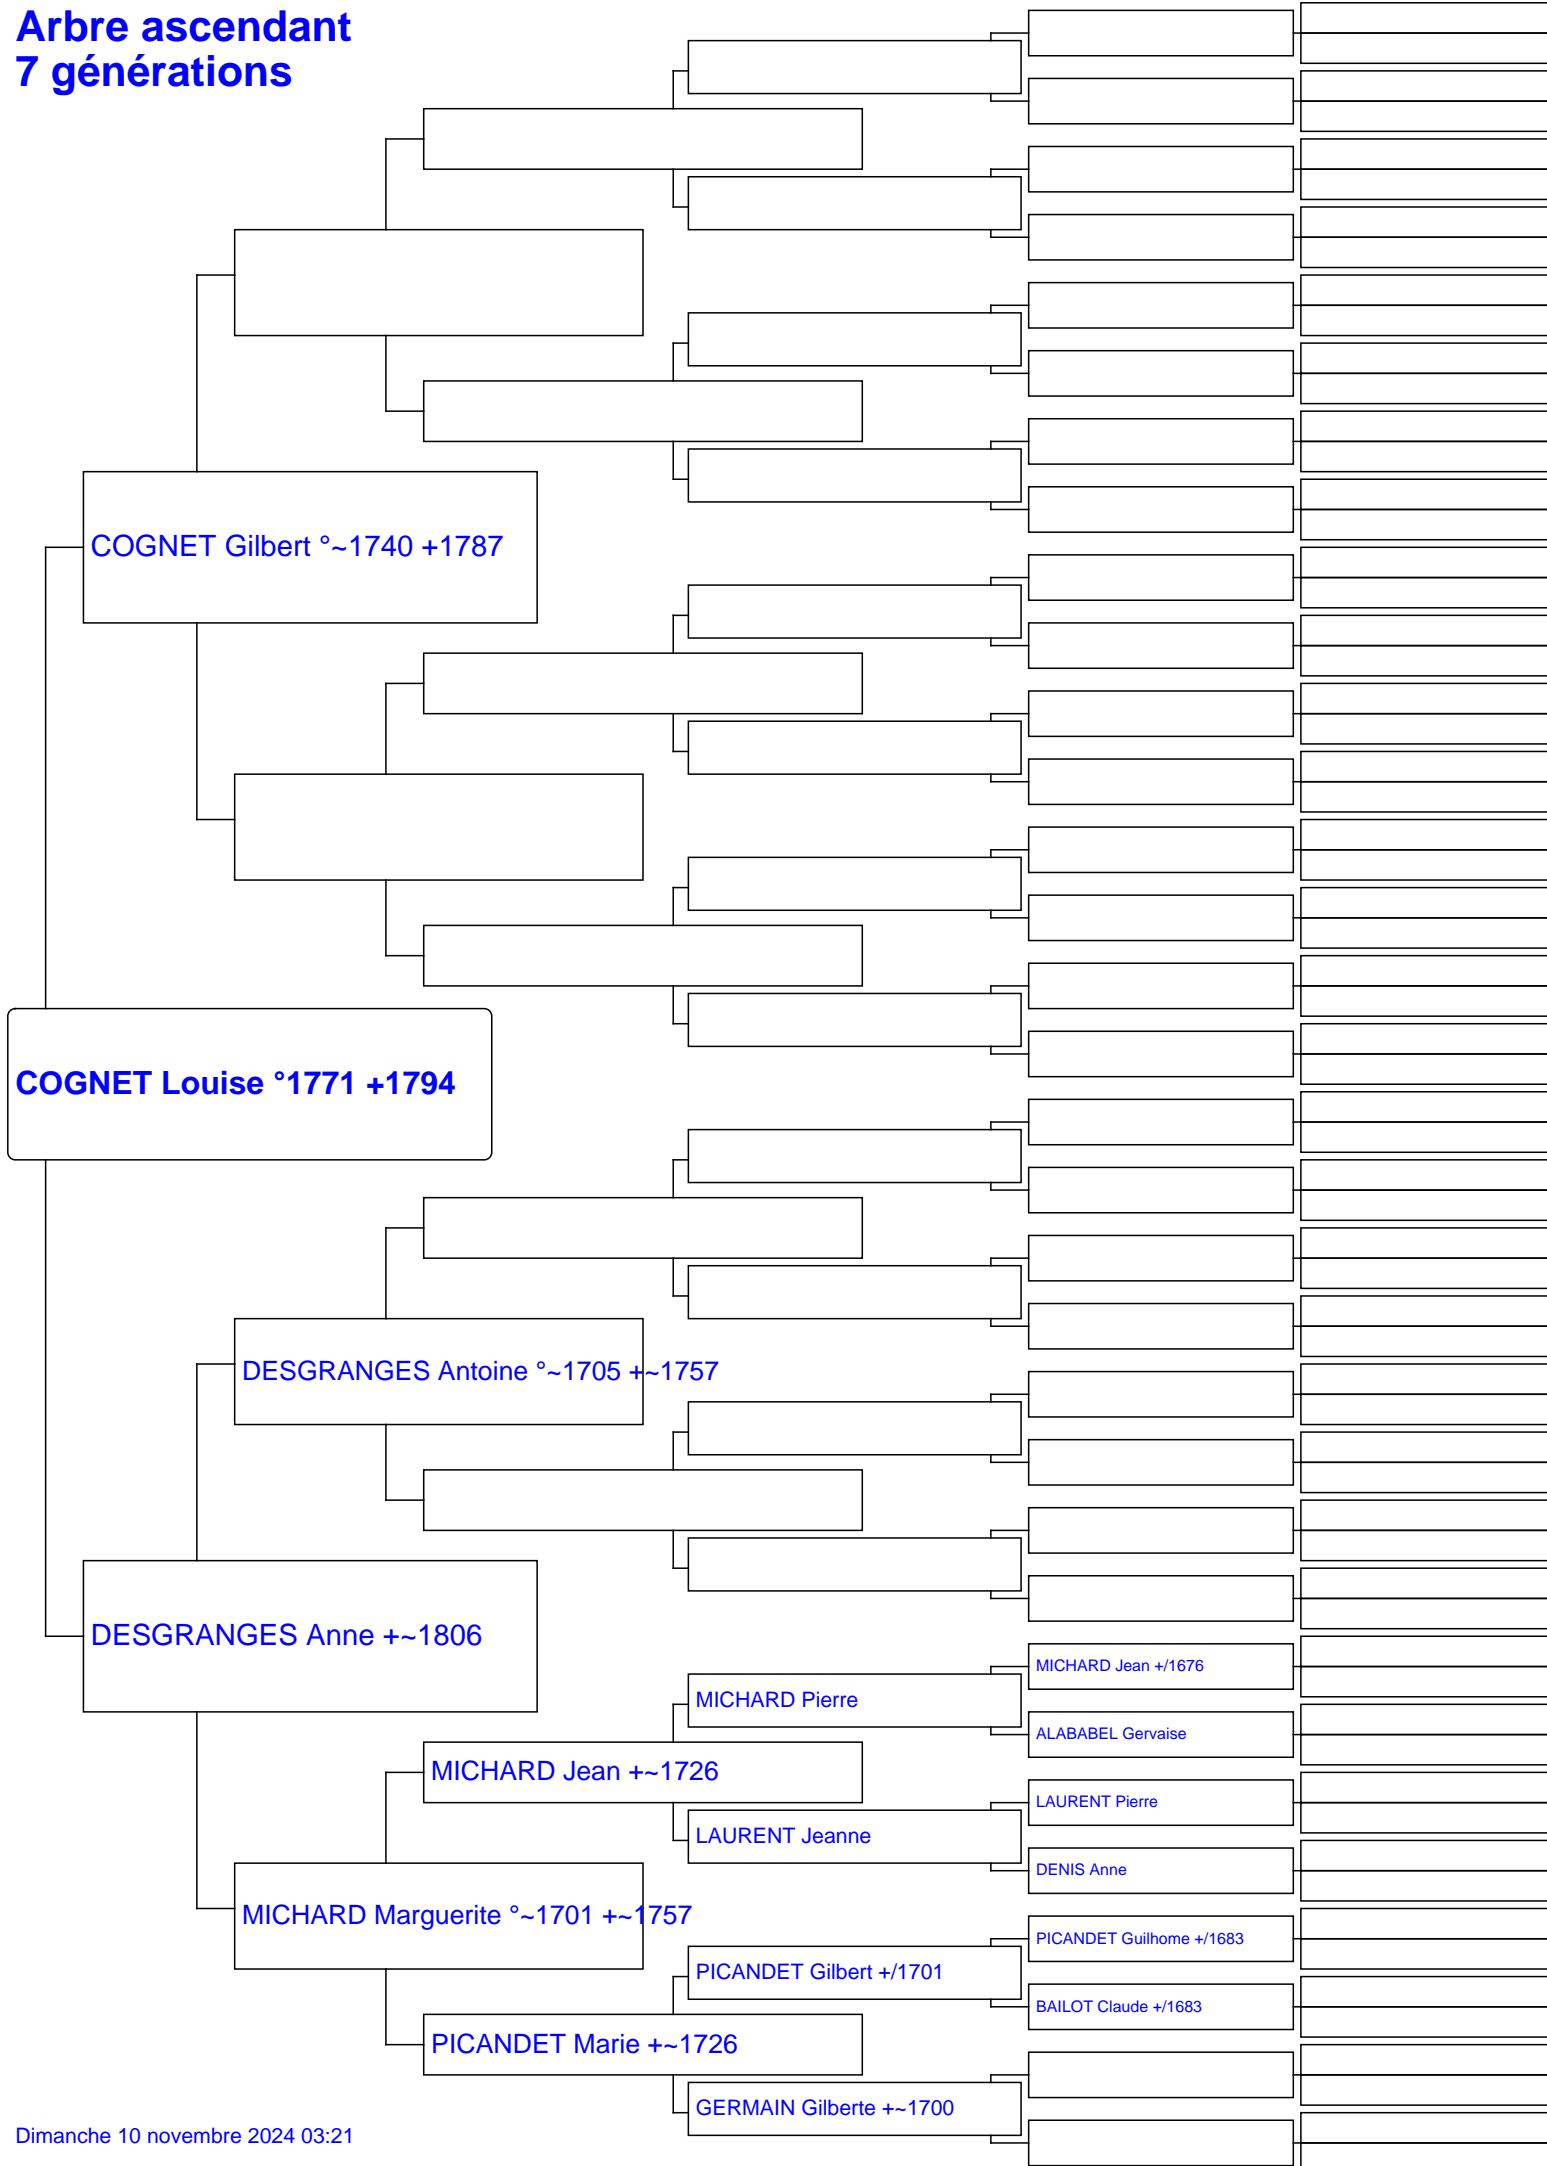 Arbre ascendant
7 générations
COGNET Gilbert °~1740 +1787
COGNET Louise °1771 +1794
DESGRANGES Antoine °~1705 +~1757
DESGRANGES Anne +~1806
MICHARD Jean +/1676
MICHARD Pierre
ALABABEL Gervaise
MICHARD Jean +~1726
LAURENT Pierre
LAURENT Jeanne
DENIS Anne
MICHARD Marguerite °~1701 +~1757
PICANDET Guilhome +/1683
PICANDET Gilbert +/1701
BAILOT Claude +/1683
PICANDET Marie +~1726
GERMAIN Gilberte +~1700
Dimanche 10 novembre 2024 03:21